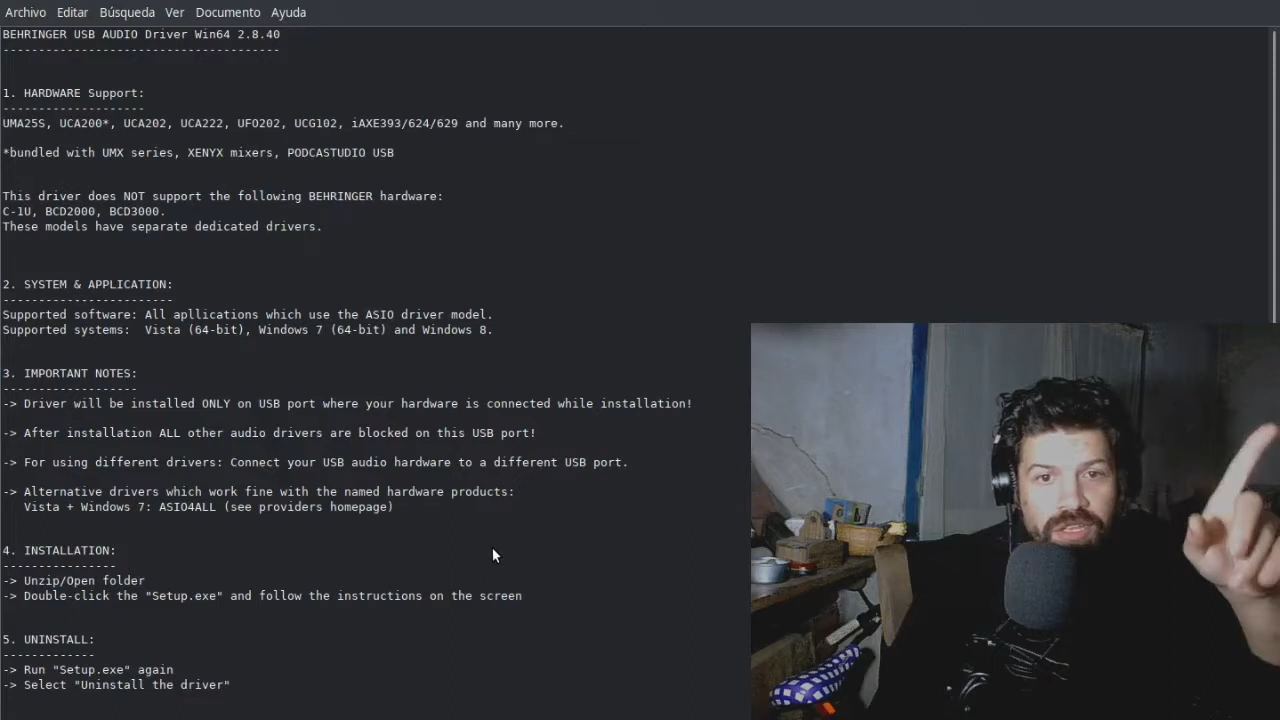 Archivo Editar Búsqueda Ver Documento Ayuda
BEHRINGER USB AUDIO Driver Win64 2.8.40
---------------------------------------
1. HARDWARE Support:
--------------------
UMA25S, UCA200*, UCA202, UCA222, UFO202, UCG102, iAXE393/624/629 and many more.
*bundled with UMX series, XENYX mixers, PODCASTUDIO USB
This driver does NOT support the following BEHRINGER hardware:
C-1U, BCD2000, BCD3000.
These models have separate dedicated drivers.
2. SYSTEM & APPLICATION:
------------------------
Supported software: All apllications which use the ASIO driver model.
Supported systems:  Vista (64-bit), Windows 7 (64-bit) and Windows 8.
3. IMPORTANT NOTES:
-------------------
-> Driver will be installed ONLY on USB port where your hardware is connected while installation!
-> After installation ALL other audio drivers are blocked on this USB port!
-> For using different drivers: Connect your USB audio hardware to a different USB port.
-> Alternative drivers which work fine with the named hardware products:
Vista + Windows 7: ASIO4ALL (see providers homepage)
4. INSTALLATION:
----------------
-> Unzip/Open folder
-> Double-click the "Setup.exe" and follow the instructions on the screen
5. UNINSTALL:
-------------
-> Run "Setup.exe" again
-> Select "Uninstall the driver"